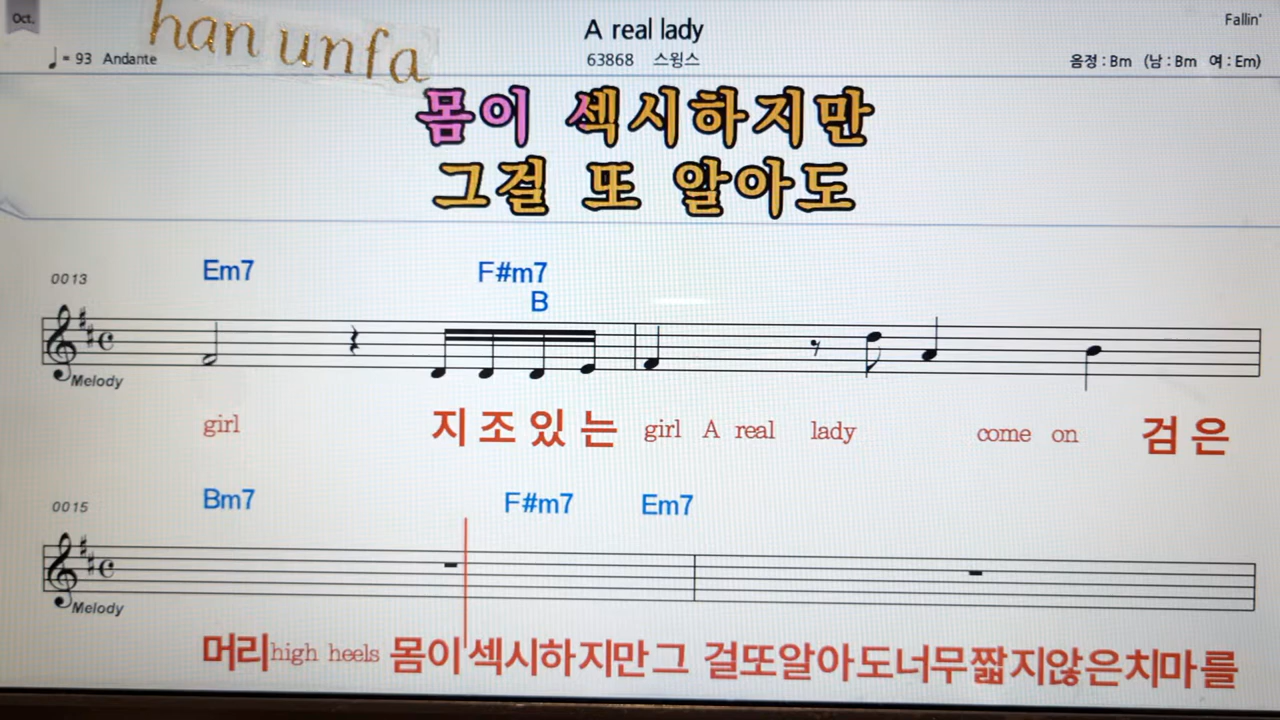 Oct.
han unfa
A real lady
Fallin'
♩= 93 Andante
63868 스윙스
음정 : Bm (남 : Bm 여 : Em)
몸이 섹시하지만
그걸 또 알아도
0013
Em7 F#m7
B
Melody
girl 지 조 있 는 girl A real lady come on 검 은
0015
Bm7 F#m7 Em7
Melody
머리high heels 몸이섹시하지만그 걸또알아도너무짧지않은치마를